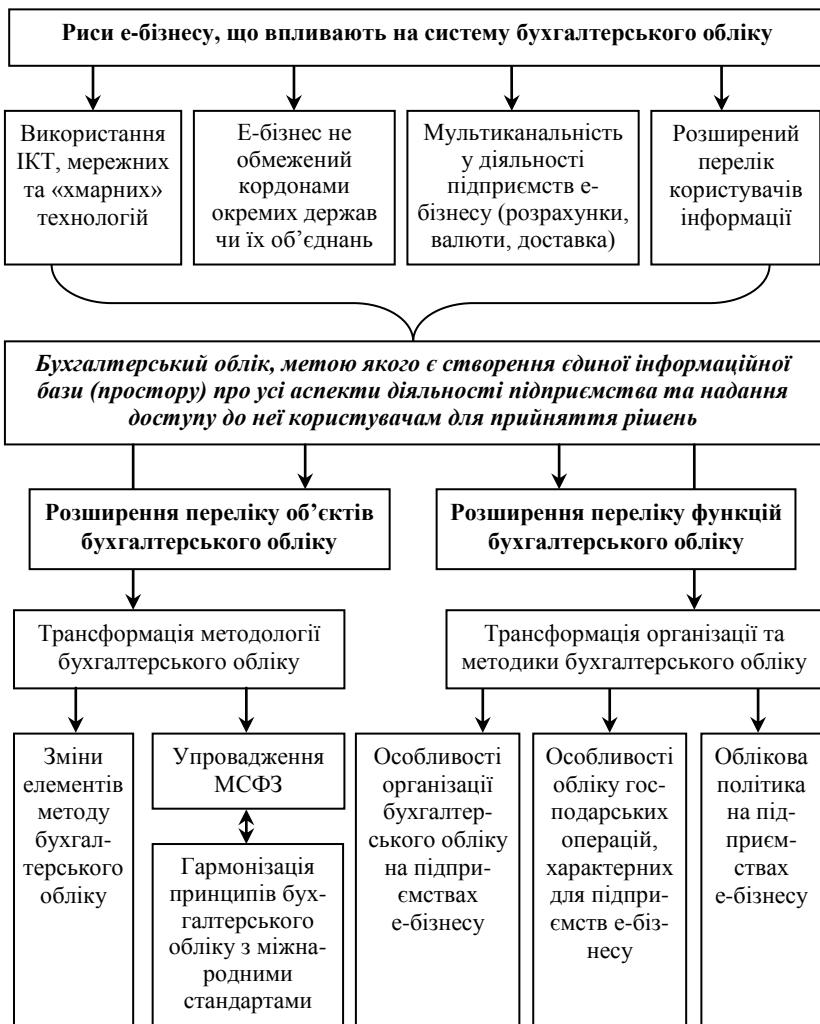 Риси е-бізнесу, що впливають на систему бухгалтерського обліку
Використання
ІКТ, мережних
та «хмарних»
технологій
Е-бізнес не
обмежений
кордонами
окремих держав
чи їх об’єднань
Мультиканальність
у діяльності
підприємств е-
бізнесу (розрахунки,
валюти, доставка)
Розширений
перелік
користувачів
інформації
Бухгалтерський облік, метою якого є створення єдиної інформаційної
бази (простору) про усі аспекти діяльності підприємства та надання
доступу до неї користувачам для прийняття рішень
Розширення переліку об’єктів
бухгалтерського обліку
Розширення переліку функцій
бухгалтерського обліку
Трансформація методології
бухгалтерського обліку
Трансформація організації та
методики бухгалтерського обліку
Зміни
елементів
методу
бухгал-
терського
обліку
Упровадження
МСФЗ
Гармонізація
принципів бух-
галтерського
обліку з міжна-
родними
стандартами
Особливості
організації
бухгалтер-
ського обліку
на підпри-
ємствах
е-бізнесу
Особливості
обліку гос-
подарських
операцій,
характерних
для підпри-
ємств е-біз-
несу
Облікова
політика
на під-
приєм-
ствах
е-бізнесу